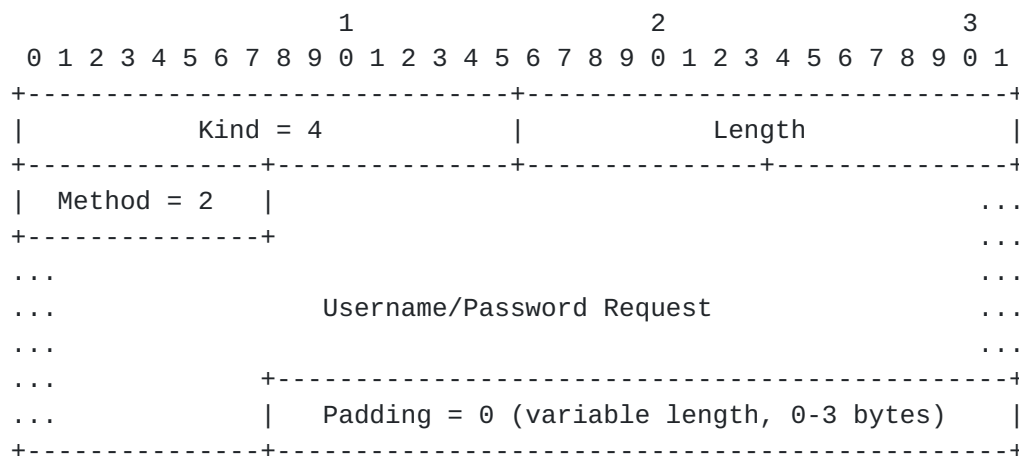 1                   2                   3
 0 1 2 3 4 5 6 7 8 9 0 1 2 3 4 5 6 7 8 9 0 1 2 3 4 5 6 7 8 9 0 1
+-------------------------------+-------------------------------+
|           Kind = 4            |            Length             |
+---------------+---------------+---------------+---------------+
|  Method = 2   |                                             ...
+---------------+                                             ...
...                                                           ...
...                 Username/Password Request                 ...
...                                                           ...
...             +-----------------------------------------------+
...             |   Padding = 0 (variable length, 0-3 bytes)    |
+---------------+-----------------------------------------------+